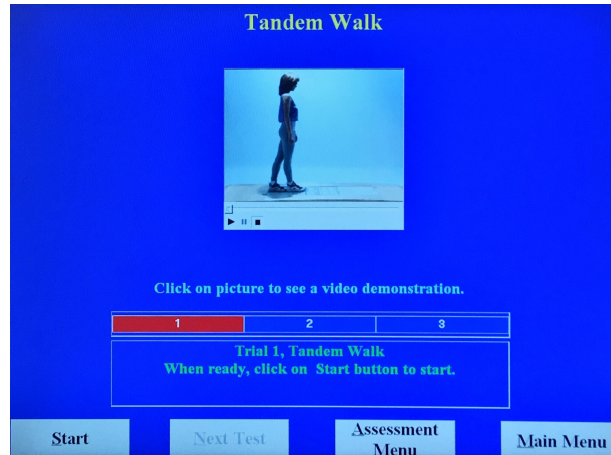 Tandem Walk
Click on picture to see a video demonstration.
1 2 3
Trial 1, Tandem Walk
When ready, click on Start button to start.
Start Next Test Assessment Menu Main Menu